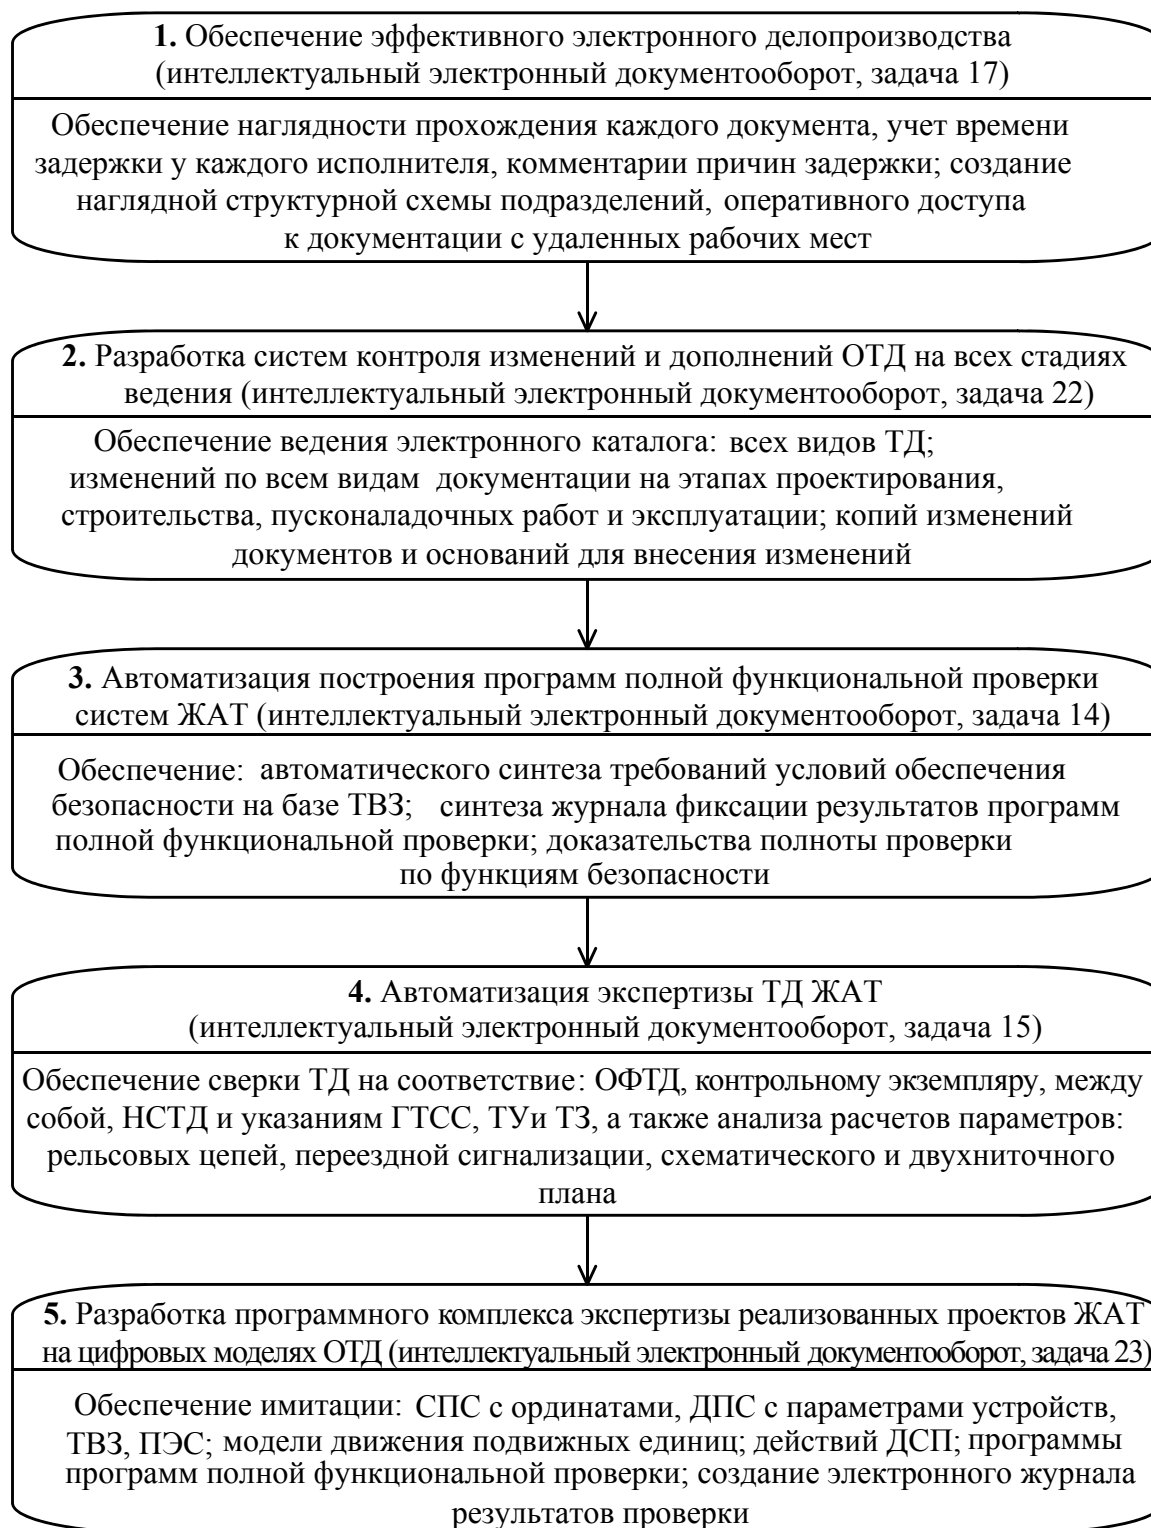 1. Обеспечение эффективного электронного делопроизводства
(интеллектуальный электронный документооборот, задача 17)
Обеспечение наглядности прохождения каждого документа, учет времени
задержки у каждого исполнителя, комментарии причин задержки; создание
наглядной структурной схемы подразделений, оперативного доступа
к документации с удаленных рабочих мест
2. Разработка систем контроля изменений и дополнений ОТД на всех стадиях
ведения (интеллектуальный электронный документооборот, задача 22)
Обеспечение ведения электронного каталога: всех видов ТД;
изменений по всем видам документации на этапах проектирования,
строительства, пусконаладочных работ и эксплуатации; копий изменений
документов и оснований для внесения изменений
3. Автоматизация построения программ полной функциональной проверки
систем ЖАТ (интеллектуальный электронный документооборот, задача 14)
Обеспечение: автоматического синтеза требований условий обеспечения
безопасности на базе ТВЗ; синтеза журнала фиксации результатов программ
полной функциональной проверки; доказательства полноты проверки
по функциям безопасности
4. Автоматизация экспертизы ТД ЖАТ
(интеллектуальный электронный документооборот, задача 15)
Обеспечение сверки ТД на соответствие: ОФТД, контрольному экземпляру, между
собой, НСТД и указаниям ГТСС, ТУи ТЗ, а также анализа расчетов параметров:
рельсовых цепей, переездной сигнализации, схематического и двухниточного
плана
5. Разработка программного комплекса экспертизы реализованных проектов ЖАТ
на цифровых моделях ОТД (интеллектуальный электронный документооборот, задача 23)
Обеспечение имитации: СПС с ординатами, ДПС с параметрами устройств,
ТВЗ, ПЭС; модели движения подвижных единиц; действий ДСП; программы
программ полной функциональной проверки; создание электронного журнала
результатов проверки